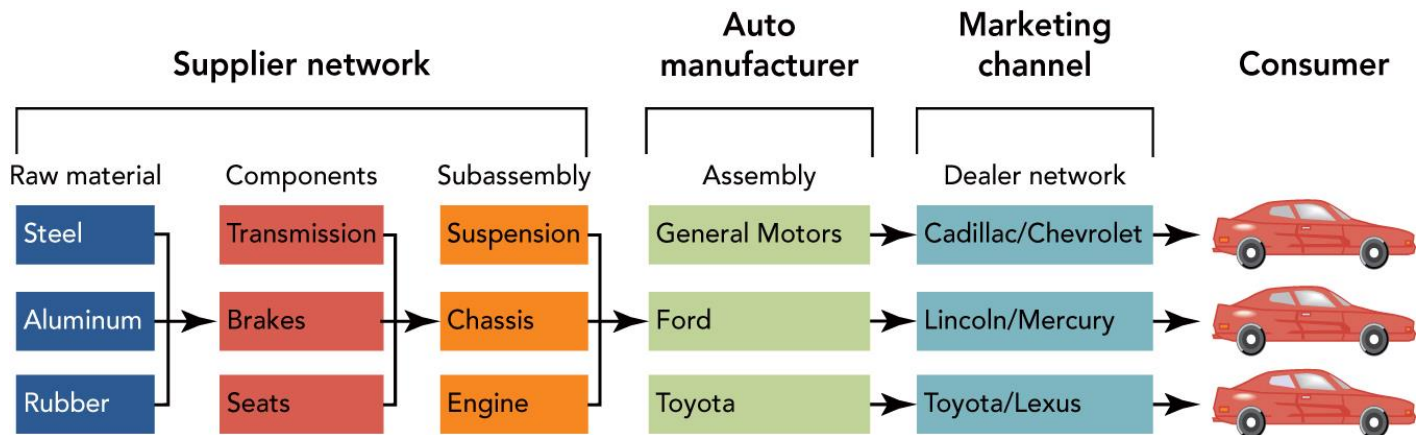 Supplier network
Auto
manufacturer
Marketing
channel
Consumer
Raw material
Components
Subassembly
Assembly
Dealer network
Steel
Transmission
Suspension
General Motors
Cadillac/Chevrolet
Aluminum
Brakes
Chassis
Ford
Lincoln/Mercury
Rubber
Seats
Engine
Toyota
Toyota/Lexus